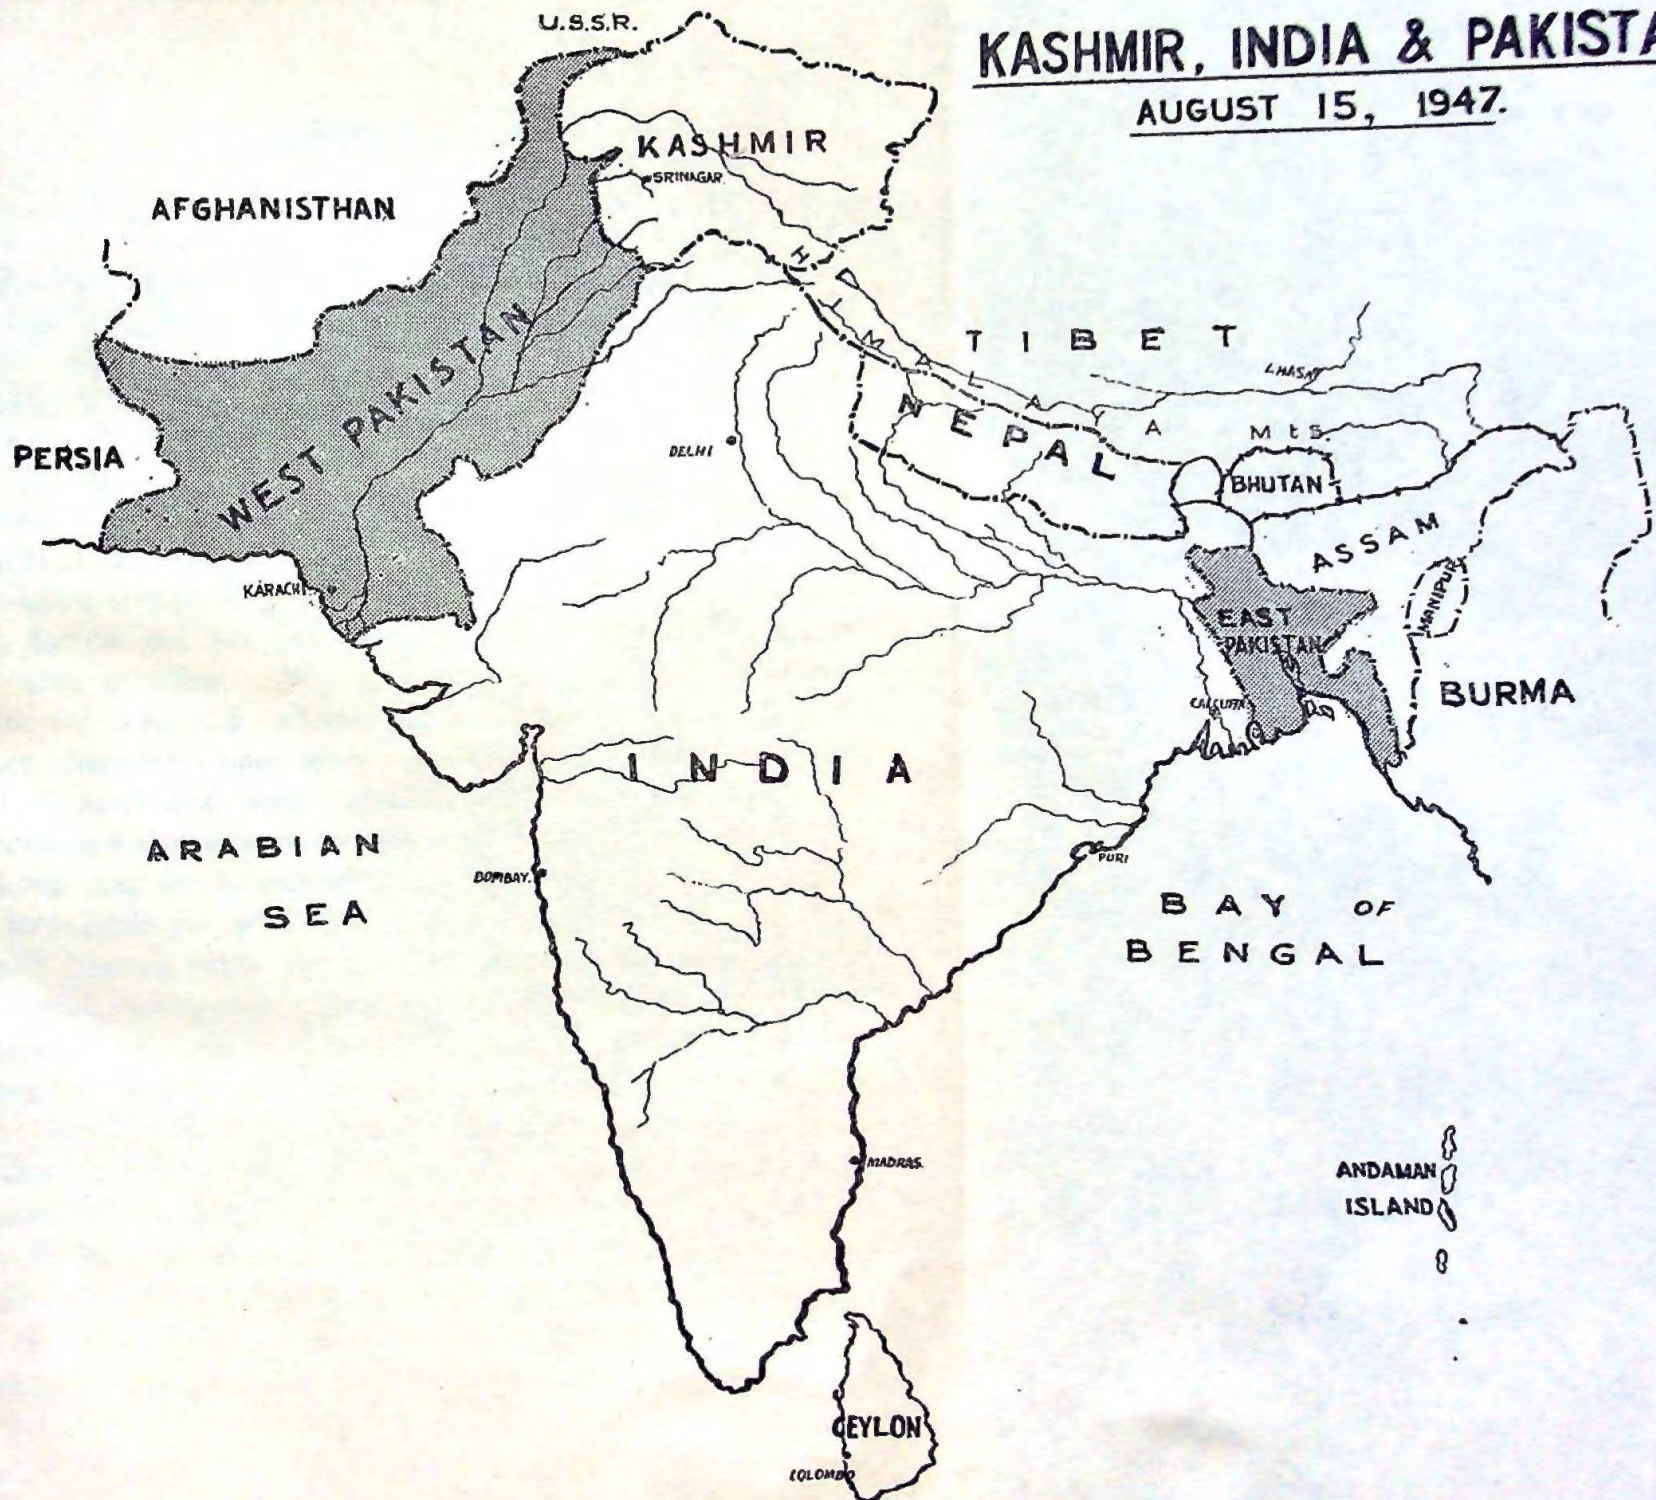 U.S.S.R.
KASHMIR, INDIA & PAKISTA
AUGUST 15, 1947.
KASHMIR
SRINAGAR
AFGHANISTHAN
HIMALAYA Mts.
TIBET
LHASA
WEST PAKISTAN
NEPAL
PERSIA
DELHI
BHUTAN
ASSAM
MANIPUR
KARACHI
EAST
PAKISTAN
BURMA
CALCUTTA
INDIA
ARABIAN
SEA
BOMBAY.
PURI
BAY OF
BENGAL
MADRAS.
ANDAMAN
ISLAND
CEYLON
COLOMBO